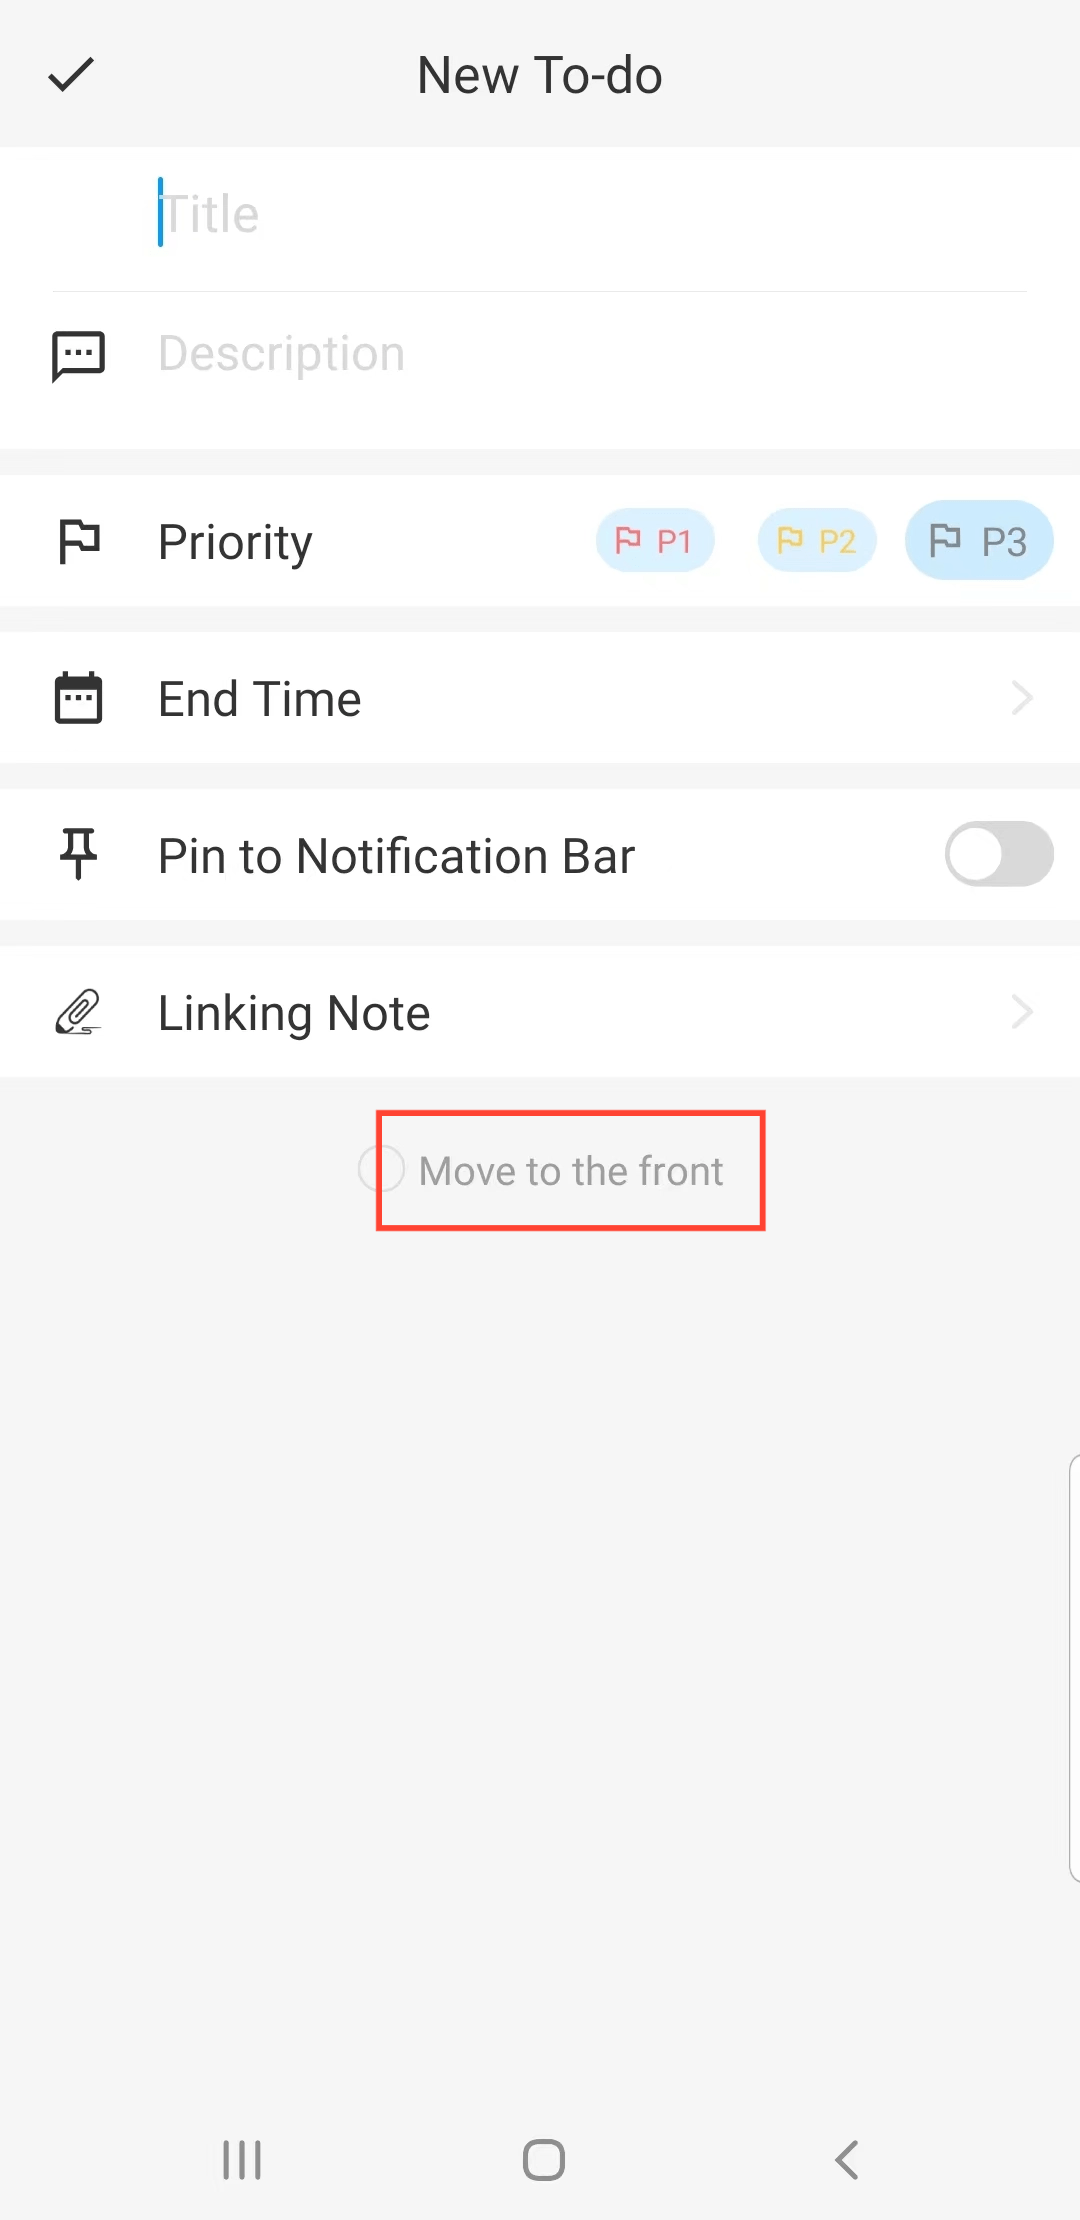 New To-do
Title
Description
Priority P1 P2 P3
End Time
Pin to Notification Bar
Linking Note
Move to the front